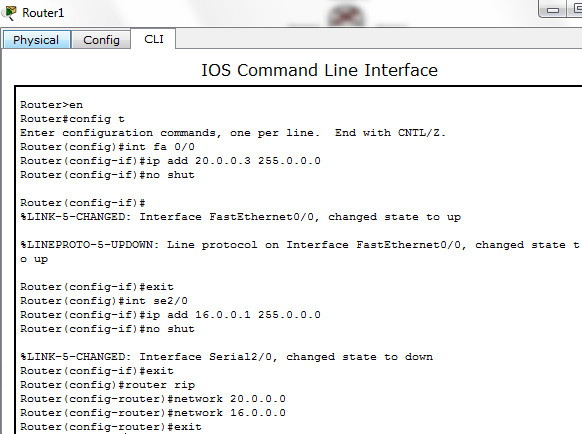 Router1
Physical Config CLI
IOS Command Line Interface
Router>en
Router#config t
Enter configuration commands, one per line.  End with CNTL/Z.
Router(config)#int fa 0/0
Router(config-if)#ip add 20.0.0.3 255.0.0.0
Router(config-if)#no shut
Router(config-if)#
%LINK-5-CHANGED: Interface FastEthernet0/0, changed state to up
%LINEPROTO-5-UPDOWN: Line protocol on Interface FastEthernet0/0, changed state t
o up
Router(config-if)#exit
Router(config)#int se2/0
Router(config-if)#ip add 16.0.0.1 255.0.0.0
Router(config-if)#no shut
%LINK-5-CHANGED: Interface Serial2/0, changed state to down
Router(config-if)#exit
Router(config)#router rip
Router(config-router)#network 20.0.0.0
Router(config-router)#network 16.0.0.0
Router(config-router)#exit